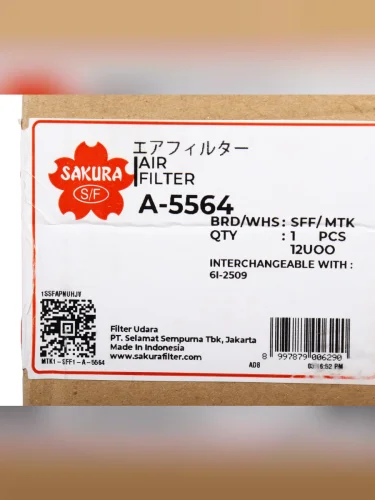 エアフィルター
AIR
FILTER
SAKURA
S/F
A-5564
BRD/WHS : SFF/ MTK
QTY : 1 PCS
12UOO
INTERCHANGEABLE WITH :
6I-2509
1SSFAPNUHJV
MTK1-SFF1-A-5564
Filter Udara
PT. Selamat Sempurna Tbk, Jakarta
Made In Indonesia
www.sakurafilter.com
8 997879 006290
AD8